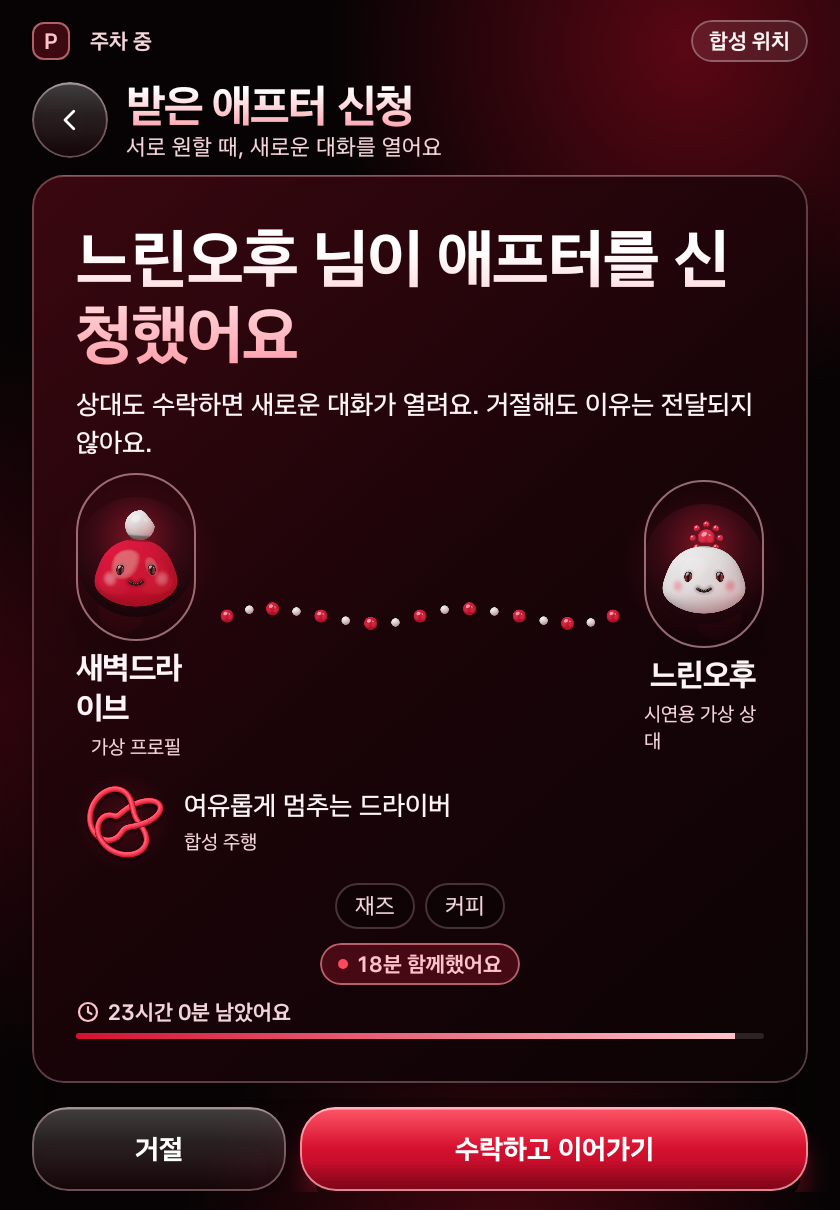 P 주차 중
합성 위치
받은 애프터 신청
서로 원할 때, 새로운 대화를 열어요
느린오후 님이 애프터를 신
청했어요
상대도 수락하면 새로운 대화가 열려요. 거절해도 이유는 전달되지
않아요.
새벽드라
이브
가상 프로필
느린오후
시연용 가상 상
대
여유롭게 멈추는 드라이버
합성 주행
재즈
커피
18분 함께했어요
23시간 0분 남았어요
거절
수락하고 이어가기